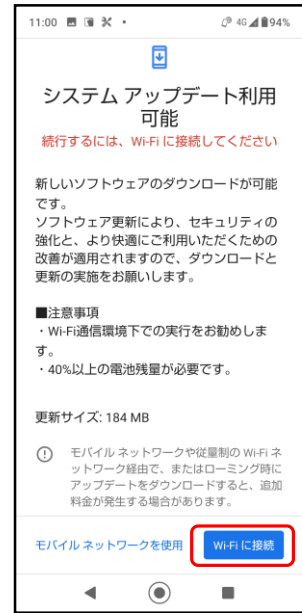 11:00
4G 94%
システム アップデート利用
可能
続行するには、Wi-Fi に接続してください
新しいソフトウェアのダウンロードが可能
です。
ソフトウェア更新により、セキュリティの
強化と、より快適にご利用いただくための
改善が適用されますので、ダウンロードと
更新の実施をお願いします。
■注意事項
・Wi-Fi通信環境下での実行をお勧めしま
す。
・40%以上の電池残量が必要です。
更新サイズ: 184 MB
モバイル ネットワークや従量制の Wi-Fi ネ
ットワーク経由で、またはローミング時に
アップデートをダウンロードすると、追加
料金が発生する場合があります。
モバイル ネットワークを使用 Wi-Fi に接続